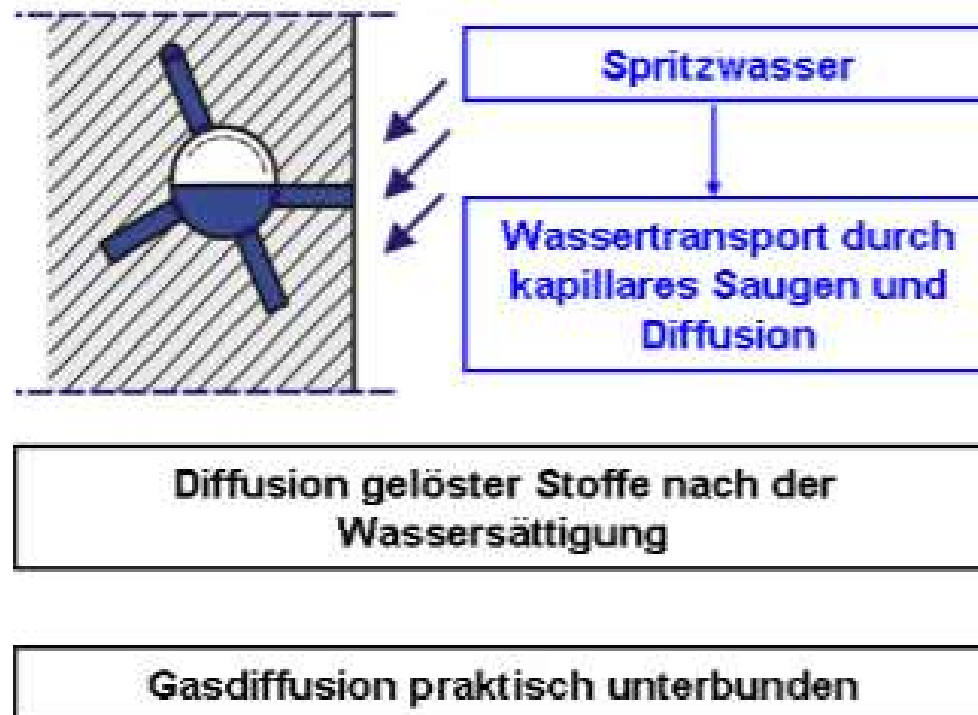 Spritzwasser
Wassertransport durch
kapillares Saugen und
Diffusion
Diffusion gelöster Stoffe nach der
Wassersättigung
Gasdiffusion praktisch unterbunden